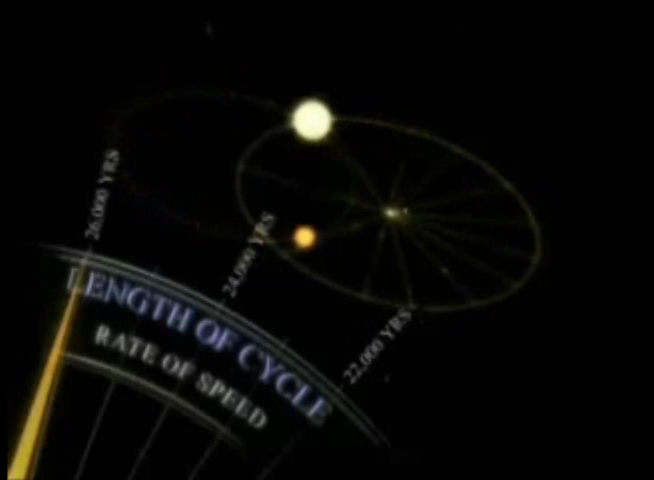 26,000 YRS
24,000 YRS
22,000 YRS
LENGTH OF CYCLE
RATE OF SPEED